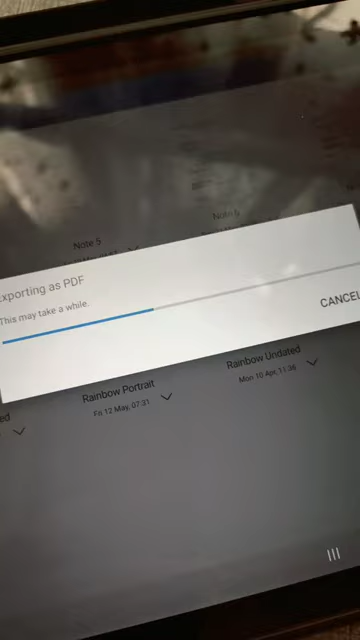 Note 5
Note 6
Exporting as PDF
This may take a while.
CANCEL
Rainbow Portrait
Fri 12 May, 07:31
Rainbow Undated
Mon 10 Apr, 11:36
ed